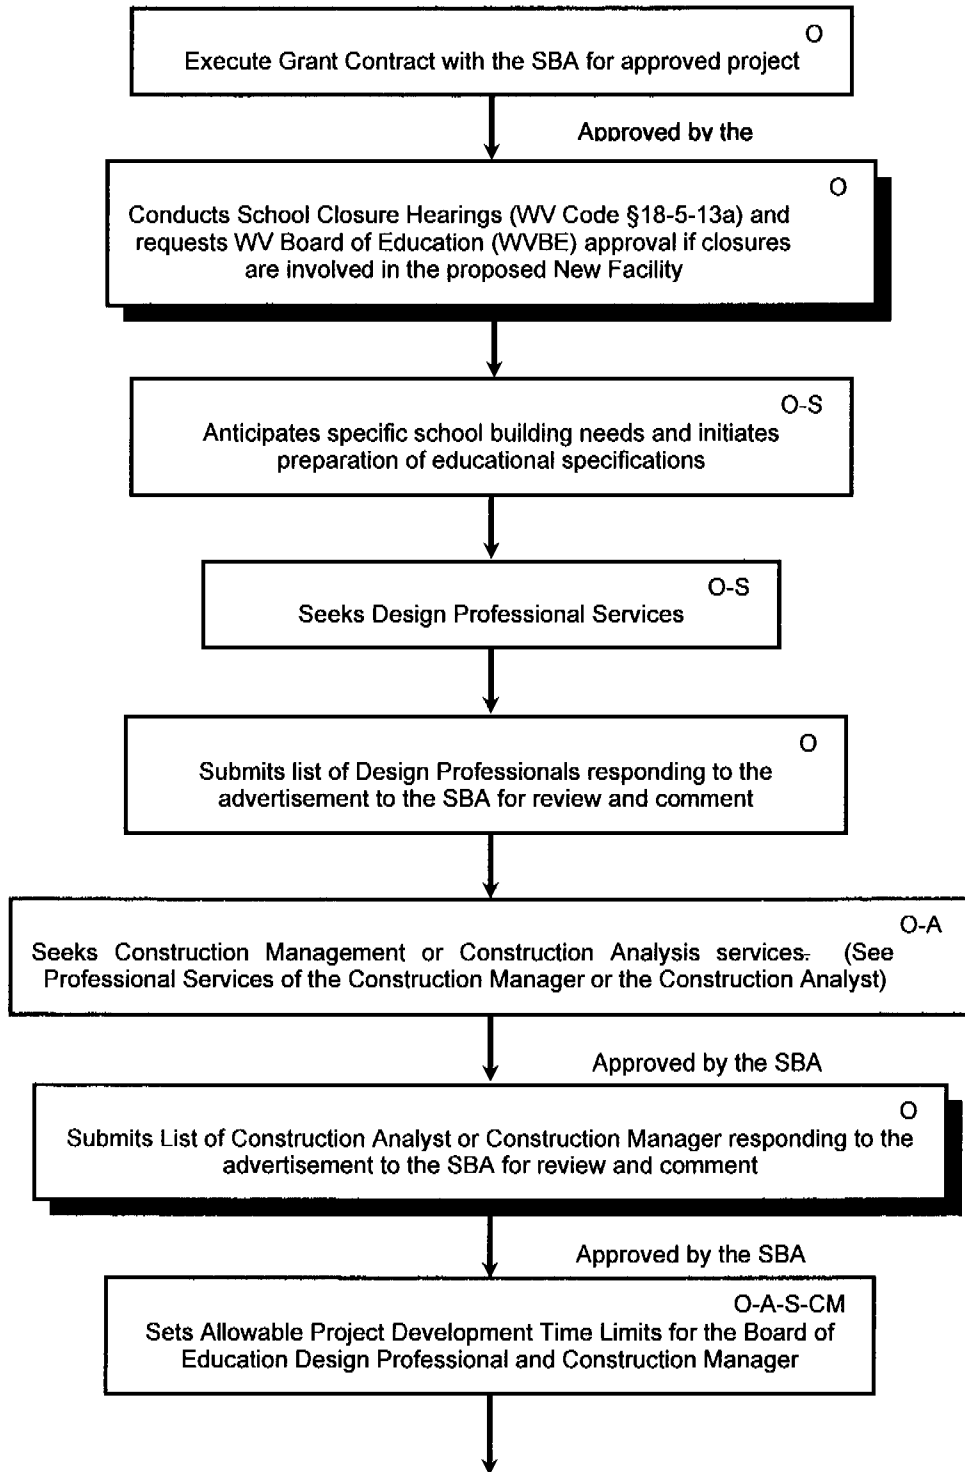 O
Execute Grant Contract with the SBA for approved project
Approved by the
O
Conducts School Closure Hearings (WV Code §18-5-13a) and
requests WV Board of Education (WVBE) approval if closures
are involved in the proposed New Facility
O-S
Anticipates specific school building needs and initiates
preparation of educational specifications
O-S
Seeks Design Professional Services
O
Submits list of Design Professionals responding to the
advertisement to the SBA for review and comment
O-A
Seeks Construction Management or Construction Analysis services. (See
Professional Services of the Construction Manager or the Construction Analyst)
Approved by the SBA
O
Submits List of Construction Analyst or Construction Manager responding to the
advertisement to the SBA for review and comment
Approved by the SBA
O-A-S-CM
Sets Allowable Project Development Time Limits for the Board of
Education Design Professional and Construction Manager